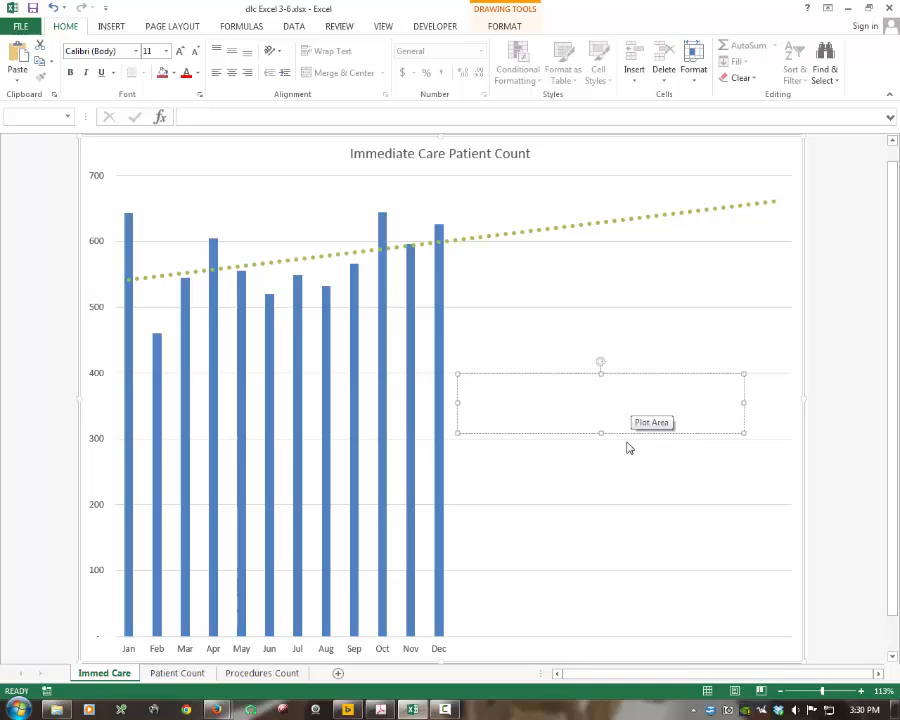 dlc Excel 3-6.xlsx - Excel
DRAWING TOOLS
?
FILE
HOME
INSERT
PAGE LAYOUT
FORMULAS
DATA
REVIEW
VIEW
DEVELOPER
FORMAT
Sign in
Paste
Clipboard
Calibri (Body)
11
A A
B I U
A
Font
Wrap Text
Merge & Center
Alignment
General
$ % ,
Number
Conditional
Formatting
Format as
Table
Cell
Styles
Styles
Insert
Delete
Format
Cells
AutoSum
Fill
Clear
Sort &
Filter
Find &
Select
Editing
fx
Immediate Care Patient Count
700
600
500
400
300
200
100
-
Plot Area
Jan Feb Mar Apr May Jun Jul Aug Sep Oct Nov Dec
Immed Care
Patient Count
Procedures Count
READY
113%
3:30 PM